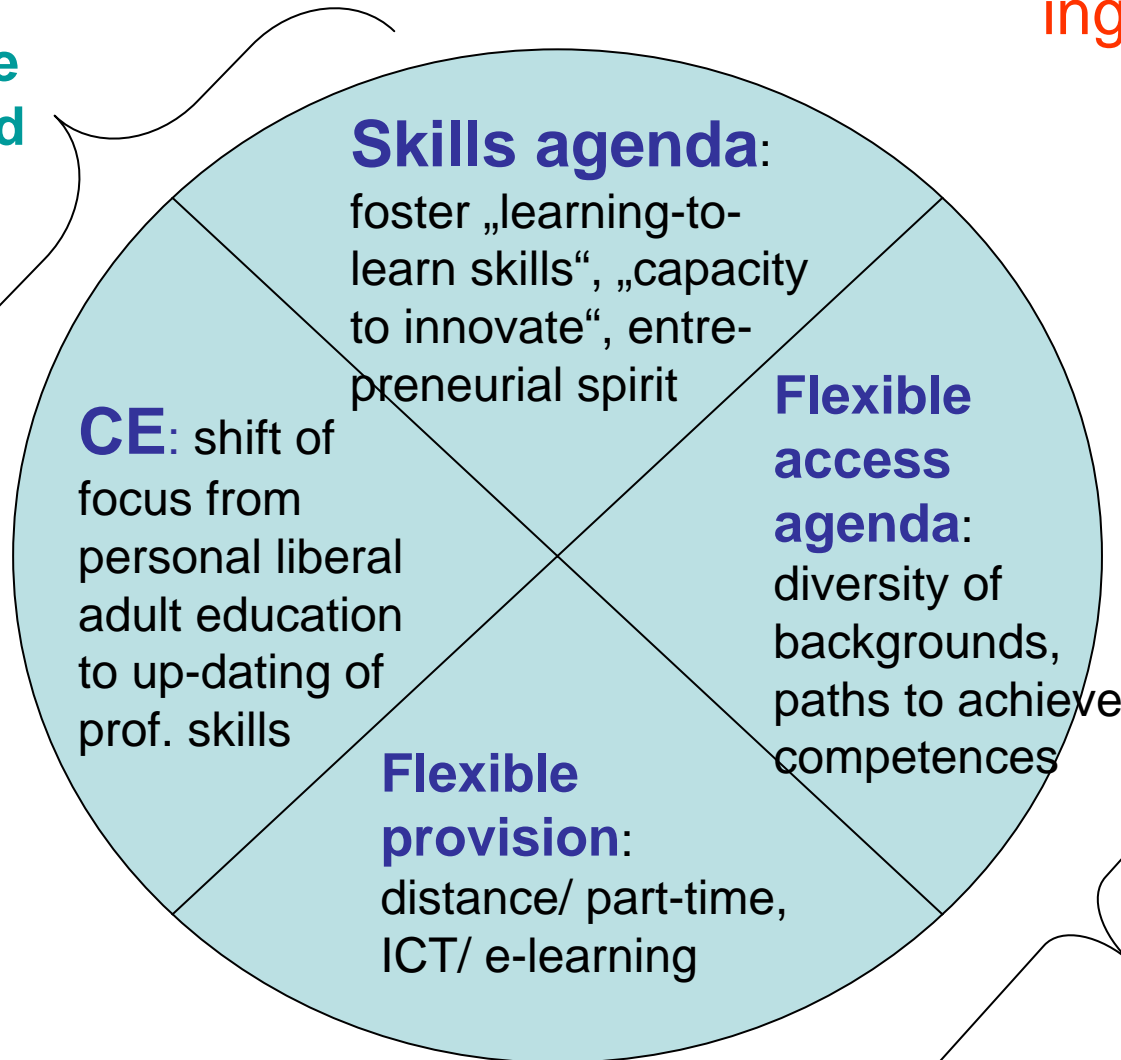 ing
e
d
Skills agenda:
foster „learning-to-
learn skills“, „capacity
to innovate“, entre-
preneurial spirit
CE: shift of
focus from
personal liberal
adult education
to up-dating of
prof. skills
Flexible
access
agenda:
diversity of
backgrounds,
paths to achieve
competences
Flexible
provision:
distance/ part-time,
ICT/ e-learning